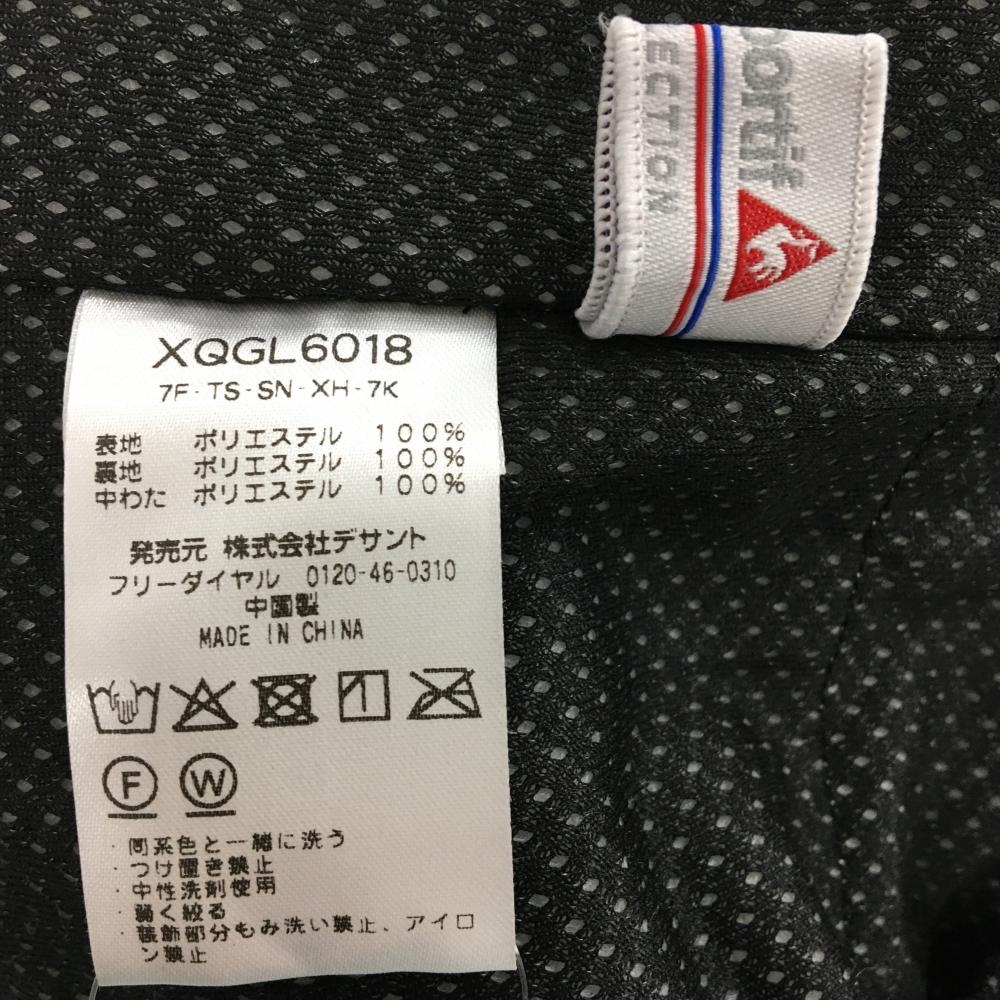 XQGL6018
7F-TS-SN-XH-7K
表地 ポリエステル 100%
裏地 ポリエステル 100%
中わた ポリエステル 100%
発売元 株式会社デサント
フリーダイヤル 0120-46-0310
中国製
MADE IN CHINA
F W
・同系色と一緒に洗う
・つけ置き禁止
・中性洗剤使用
・弱く絞る
・装飾部分もみ洗い禁止、アイロ
ン禁止
portif
ECTION